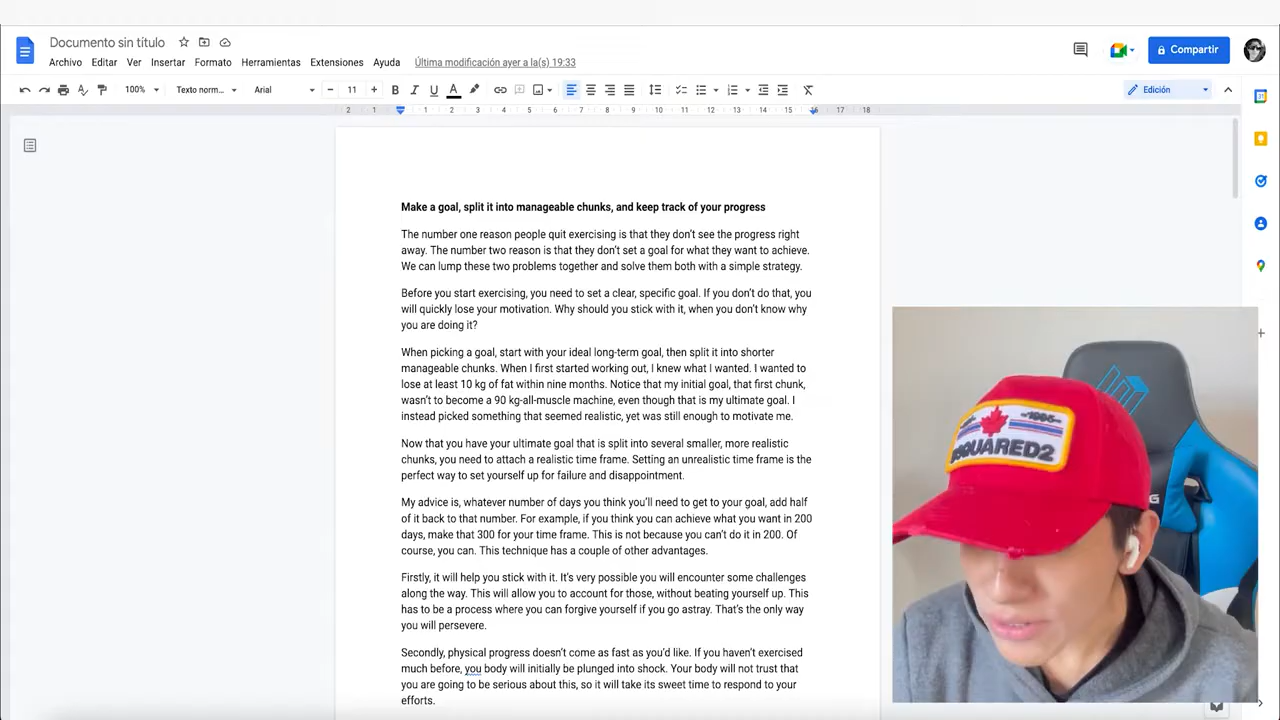 Documento sin título
Archivo Editar Ver Insertar Formato Herramientas Extensiones Ayuda Última modificación ayer a la(s) 19:33
Compartir
100% Texto norm... Arial 11 B I U A Edición
2 1 1 2 3 4 5 6 7 8 9 10 11 12 13 14 15 16 17 18
Make a goal, split it into manageable chunks, and keep track of your progress
The number one reason people quit exercising is that they don't see the progress right
away. The number two reason is that they don't set a goal for what they want to achieve.
We can lump these two problems together and solve them both with a simple strategy.
Before you start exercising, you need to set a clear, specific goal. If you don't do that, you
will quickly lose your motivation. Why should you stick with it, when you don't know why
you are doing it?
When picking a goal, start with your ideal long-term goal, then split it into shorter
manageable chunks. When I first started working out, I knew what I wanted. I wanted to
lose at least 10 kg of fat within nine months. Notice that my initial goal, that first chunk,
wasn't to become a 90 kg-all-muscle machine, even though that is my ultimate goal. I
instead picked something that seemed realistic, yet was still enough to motivate me.
Now that you have your ultimate goal that is split into several smaller, more realistic
chunks, you need to attach a realistic time frame. Setting an unrealistic time frame is the
perfect way to set yourself up for failure and disappointment.
My advice is, whatever number of days you think you'll need to get to your goal, add half
of it back to that number. For example, if you think you can achieve what you want in 200
days, make that 300 for your time frame. This is not because you can't do it in 200. Of
course, you can. This technique has a couple of other advantages.
Firstly, it will help you stick with it. It's very possible you will encounter some challenges
along the way. This will allow you to account for those, without beating yourself up. This
has to be a process where you can forgive yourself if you go astray. That's the only way
you will persevere.
Secondly, physical progress doesn't come as fast as you'd like. If you haven't exercised
much before, you body will initially be plunged into shock. Your body will not trust that
you are going to be serious about this, so it will take its sweet time to respond to your
efforts.
SQUARED2